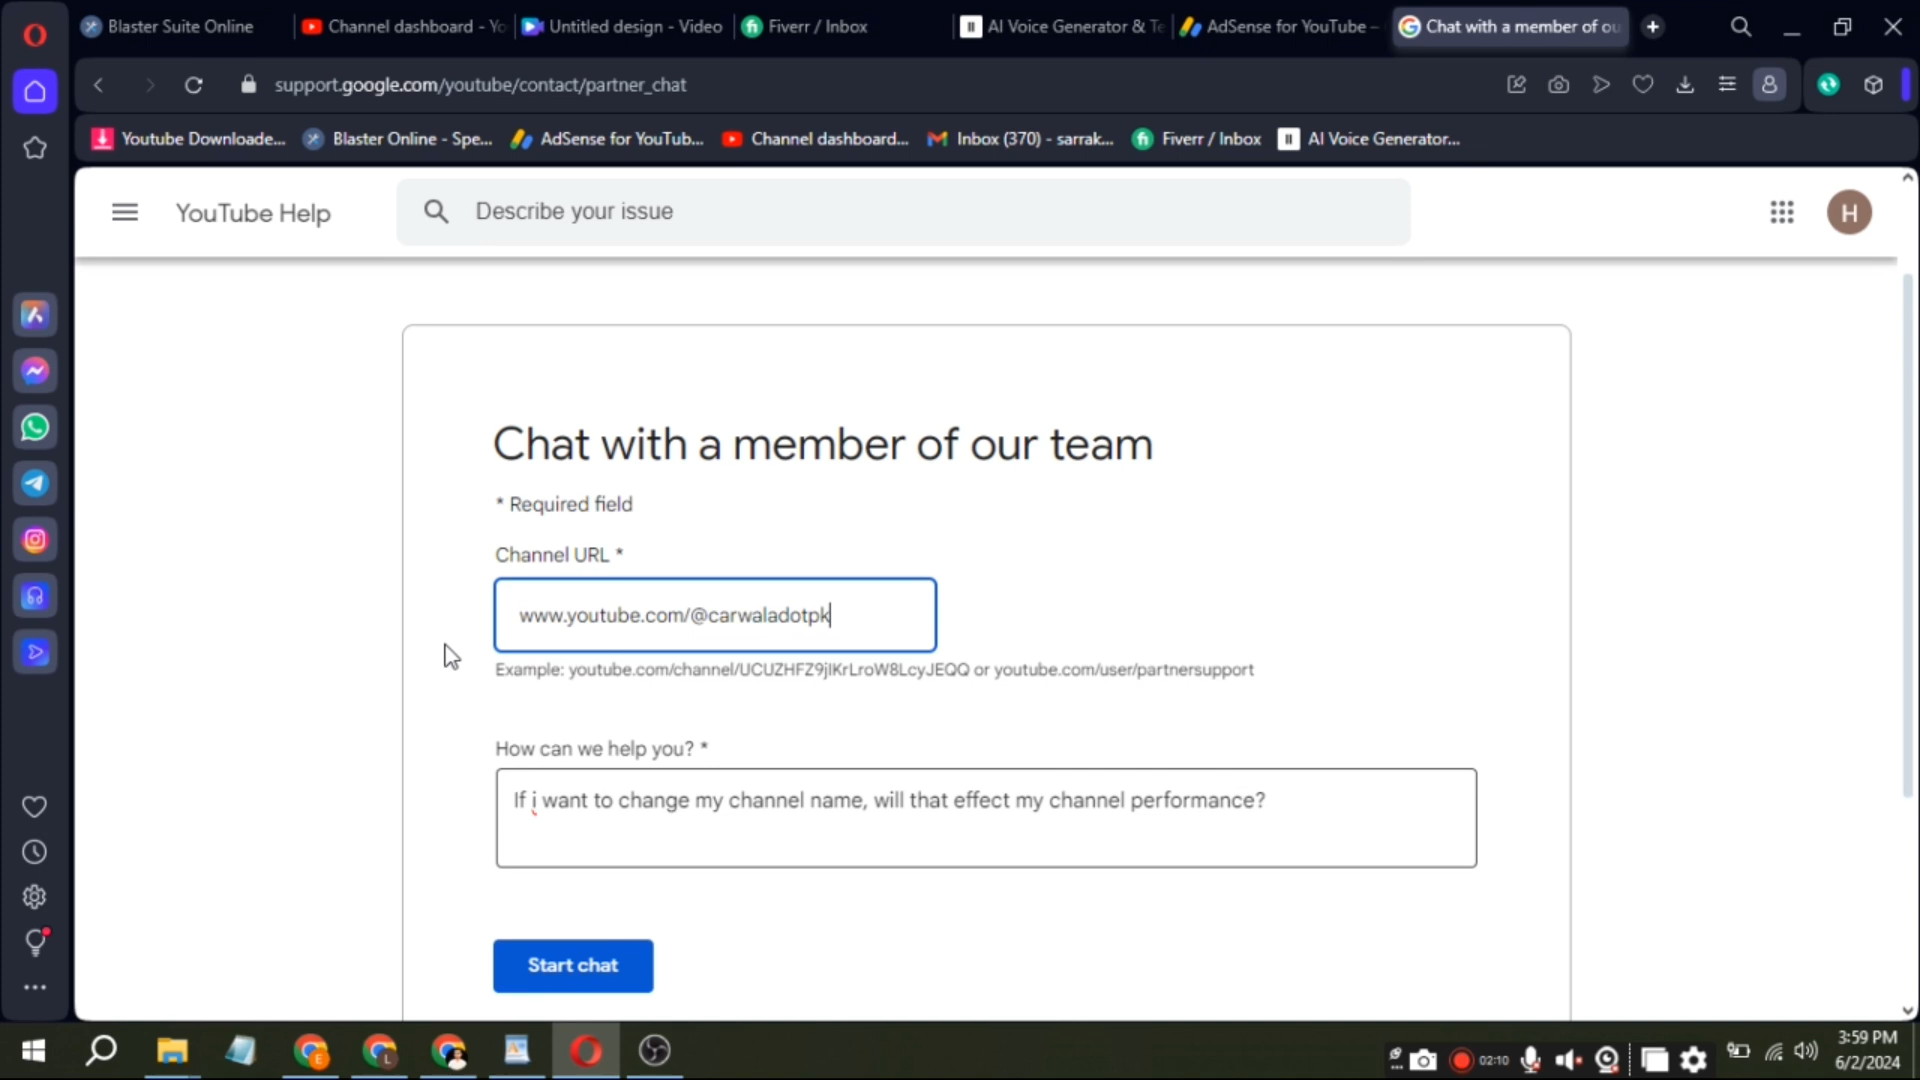 Blaster Suite Online
Channel dashboard - Yo
Untitled design - Video
Fiverr / Inbox
AI Voice Generator & Te
AdSense for YouTube –
Chat with a member of ou
support.google.com/youtube/contact/partner_chat
Youtube Downloade...
Blaster Online - Spe...
AdSense for YouTub...
Channel dashboard...
Inbox (370) - sarrak...
Fiverr / Inbox
AI Voice Generator...
YouTube Help
Describe your issue
H
Chat with a member of our team
* Required field
Channel URL *
www.youtube.com/@carwaladotpk
Example: youtube.com/channel/UCUZHFZ9jIKrLroW8LcyJEQQ or youtube.com/user/partnersupport
How can we help you? *
If i want to change my channel name, will that effect my channel performance?
Start chat
02:10
3:59 PM
6/2/2024